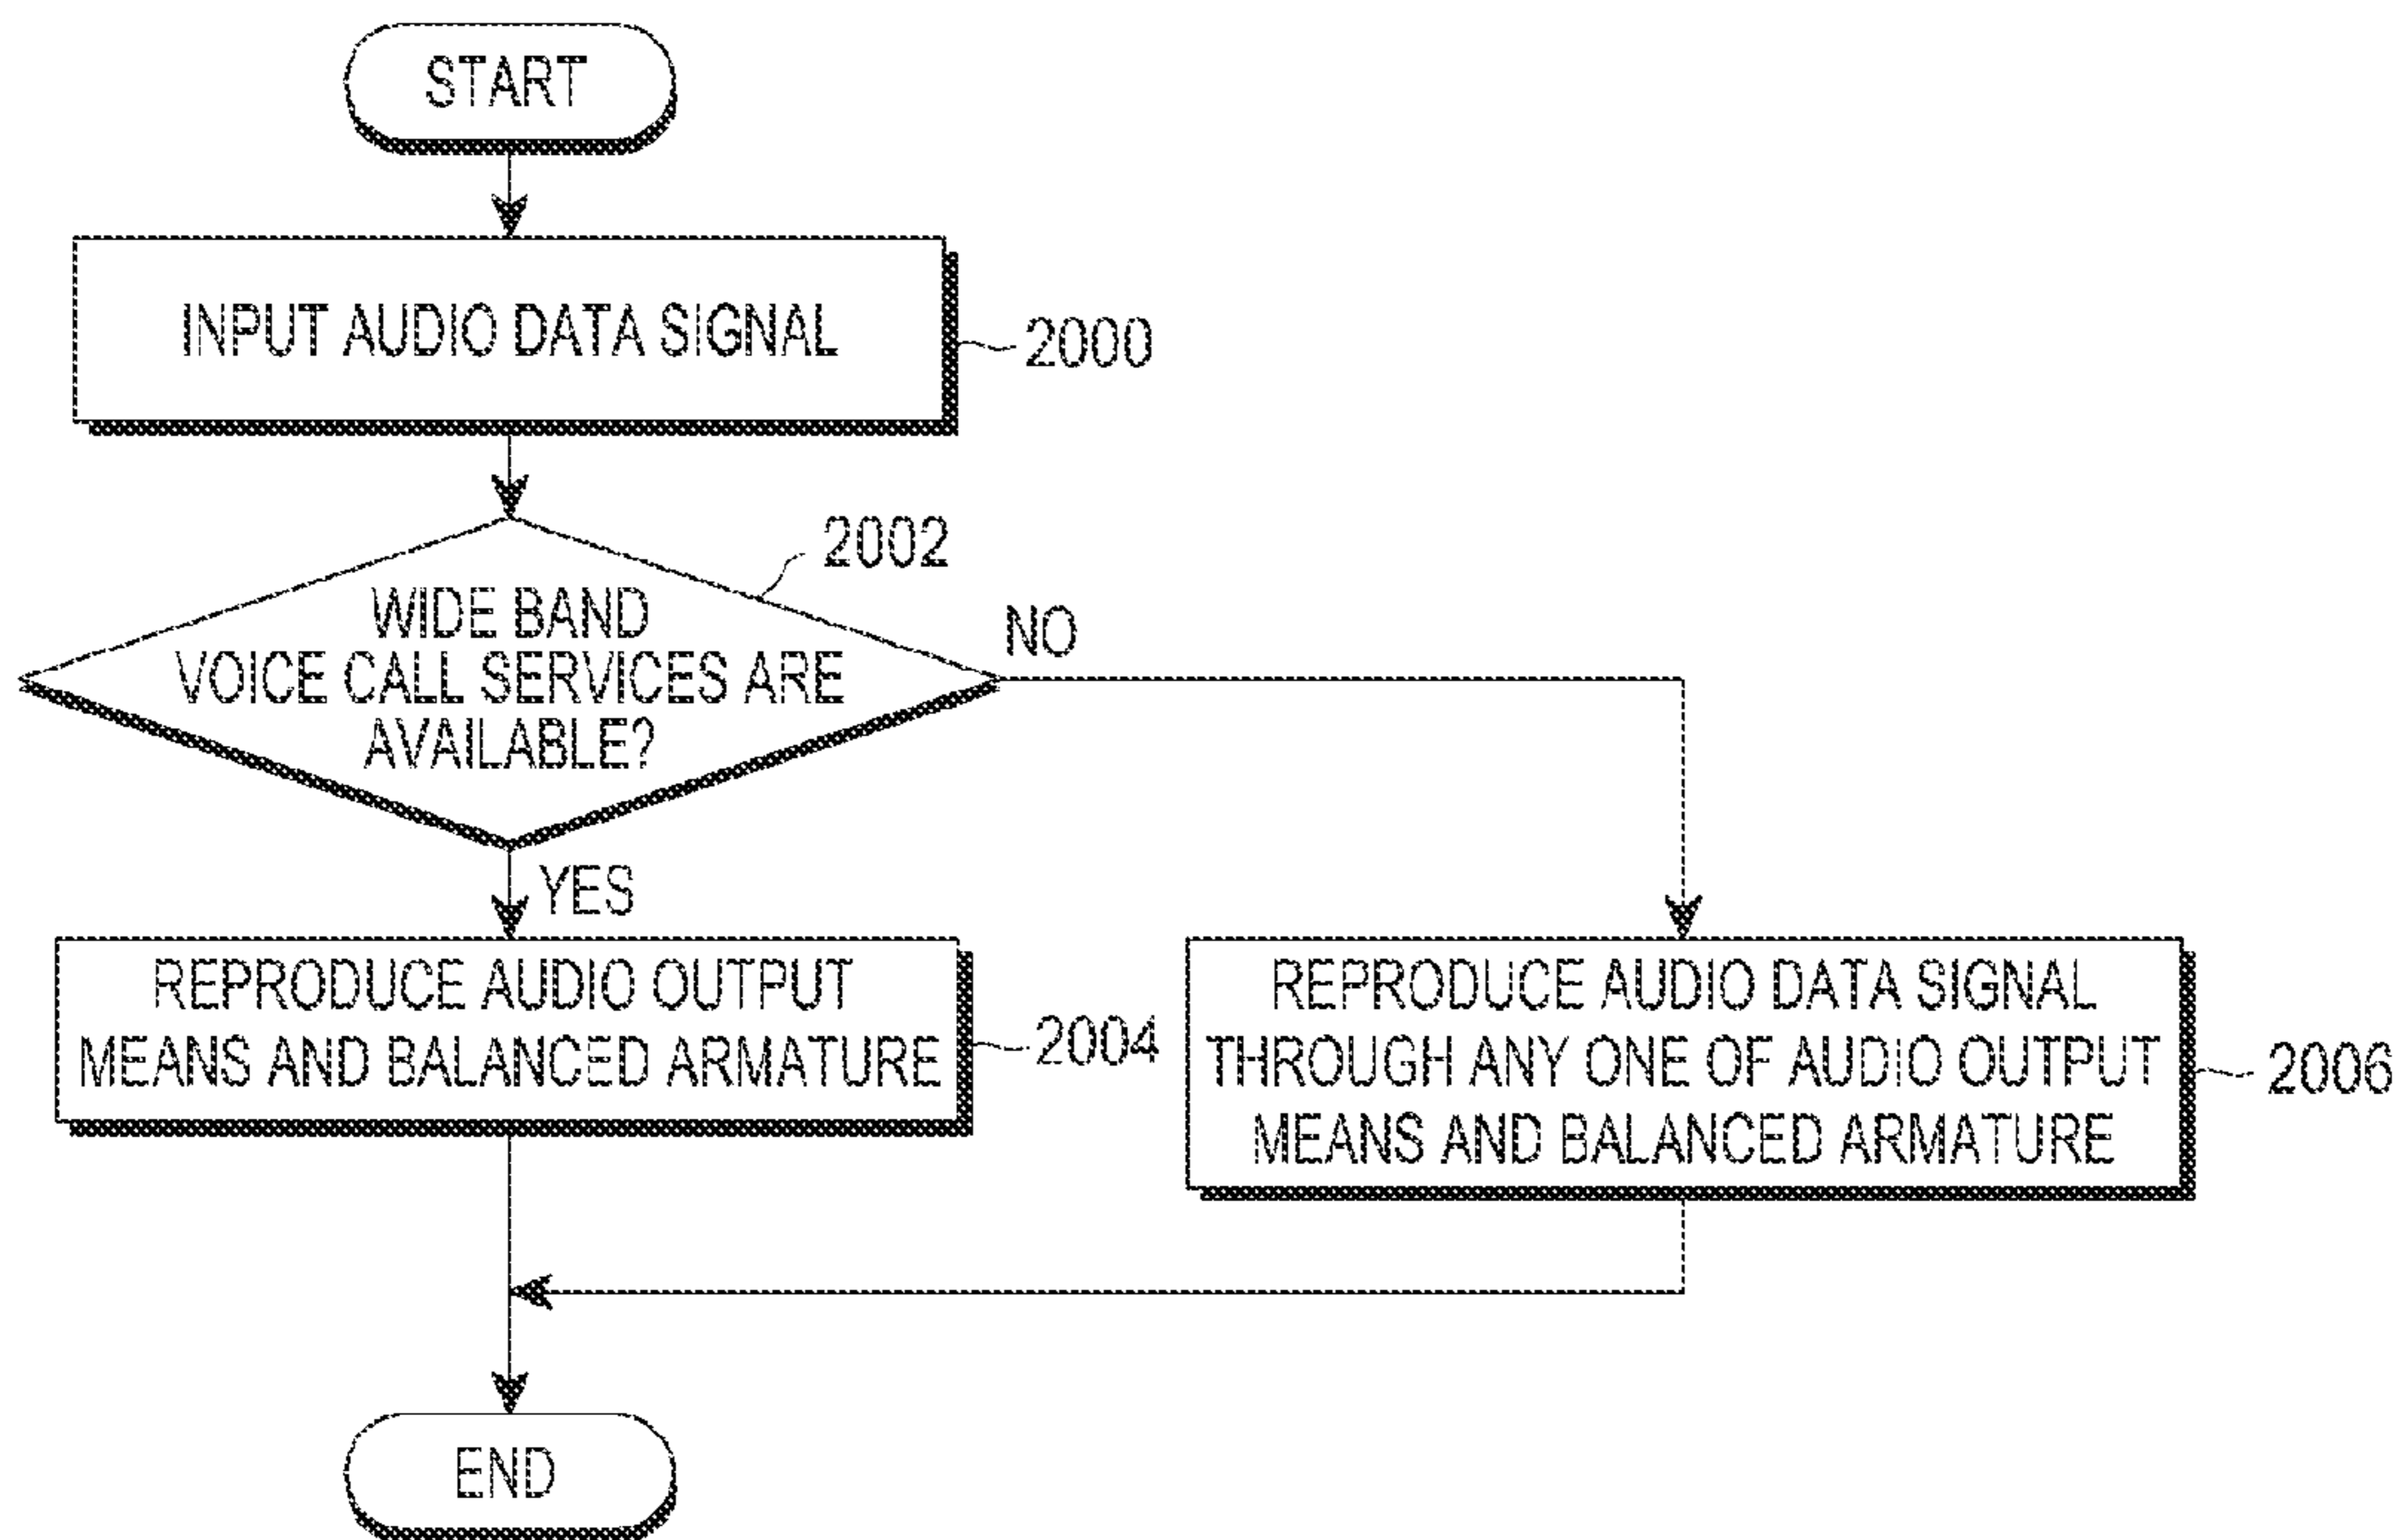 START
INPUT AUDIO DATA SIGNAL
2000
2002
WIDE BAND
VOICE CALL SERVICES ARE
AVAILABLE?
NO
YES
REPRODUCE AUDIO OUTPUT
MEANS AND BALANCED ARMATURE
2004
REPRODUCE AUDIO DATA SIGNAL
THROUGH ANY ONE OF AUDIO OUTPUT
MEANS AND BALANCED ARMATURE
2006
END